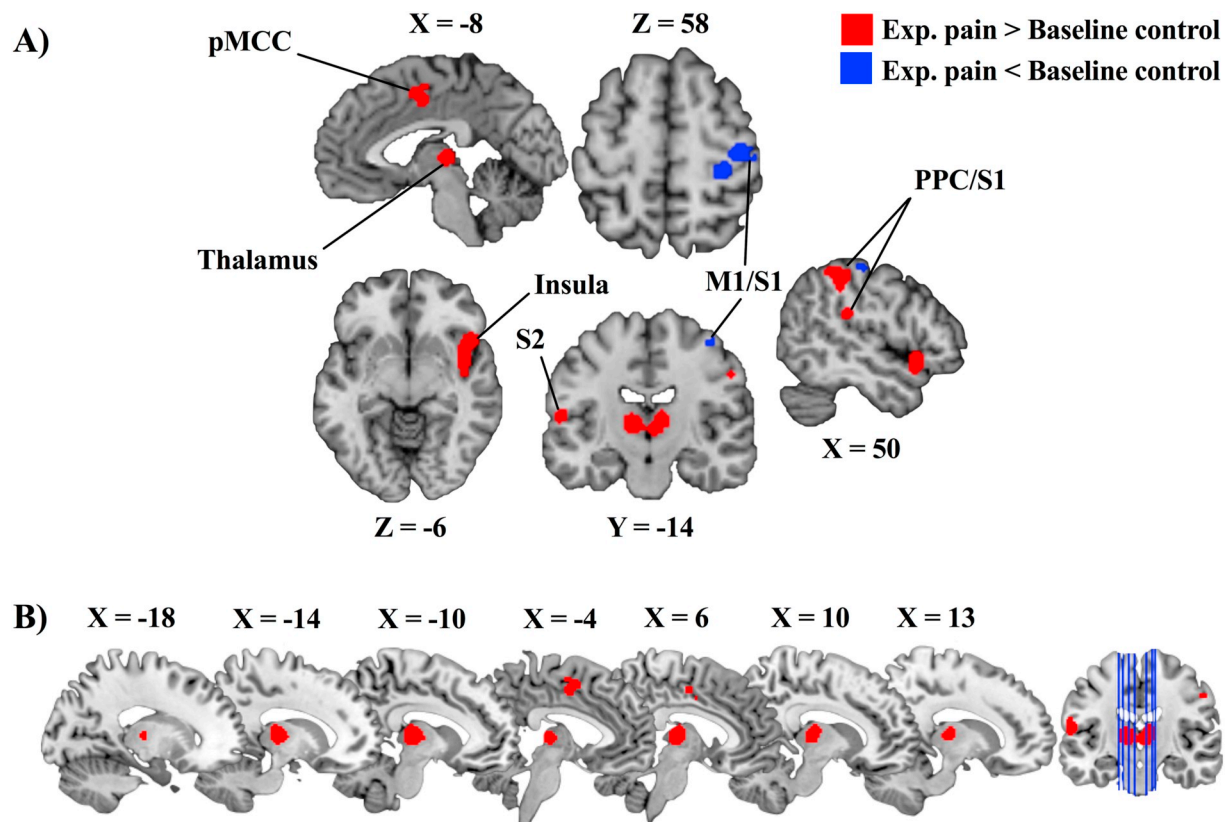 A)
X = -8
Z = 58
Exp. pain > Baseline control
Exp. pain < Baseline control
pMCC
PPC/S1
Thalamus
Insula
M1/S1
S2
X = 50
Z = -6
Y = -14
B)
X = -18
X = -14
X = -10
X = -4
X = 6
X = 10
X = 13